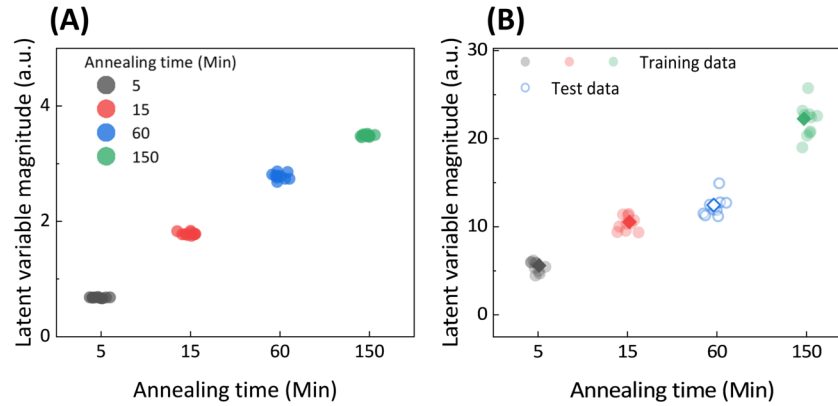 (A)
Latent variable magnitude (a.u.)
4
2
0
Annealing time (Min)
5
15
60
150
5 15 60 150
Annealing time (Min)
(B)
Latent variable magnitude (a.u.)
30
20
10
0
Training data
Test data
5 15 60 150
Annealing time (Min)